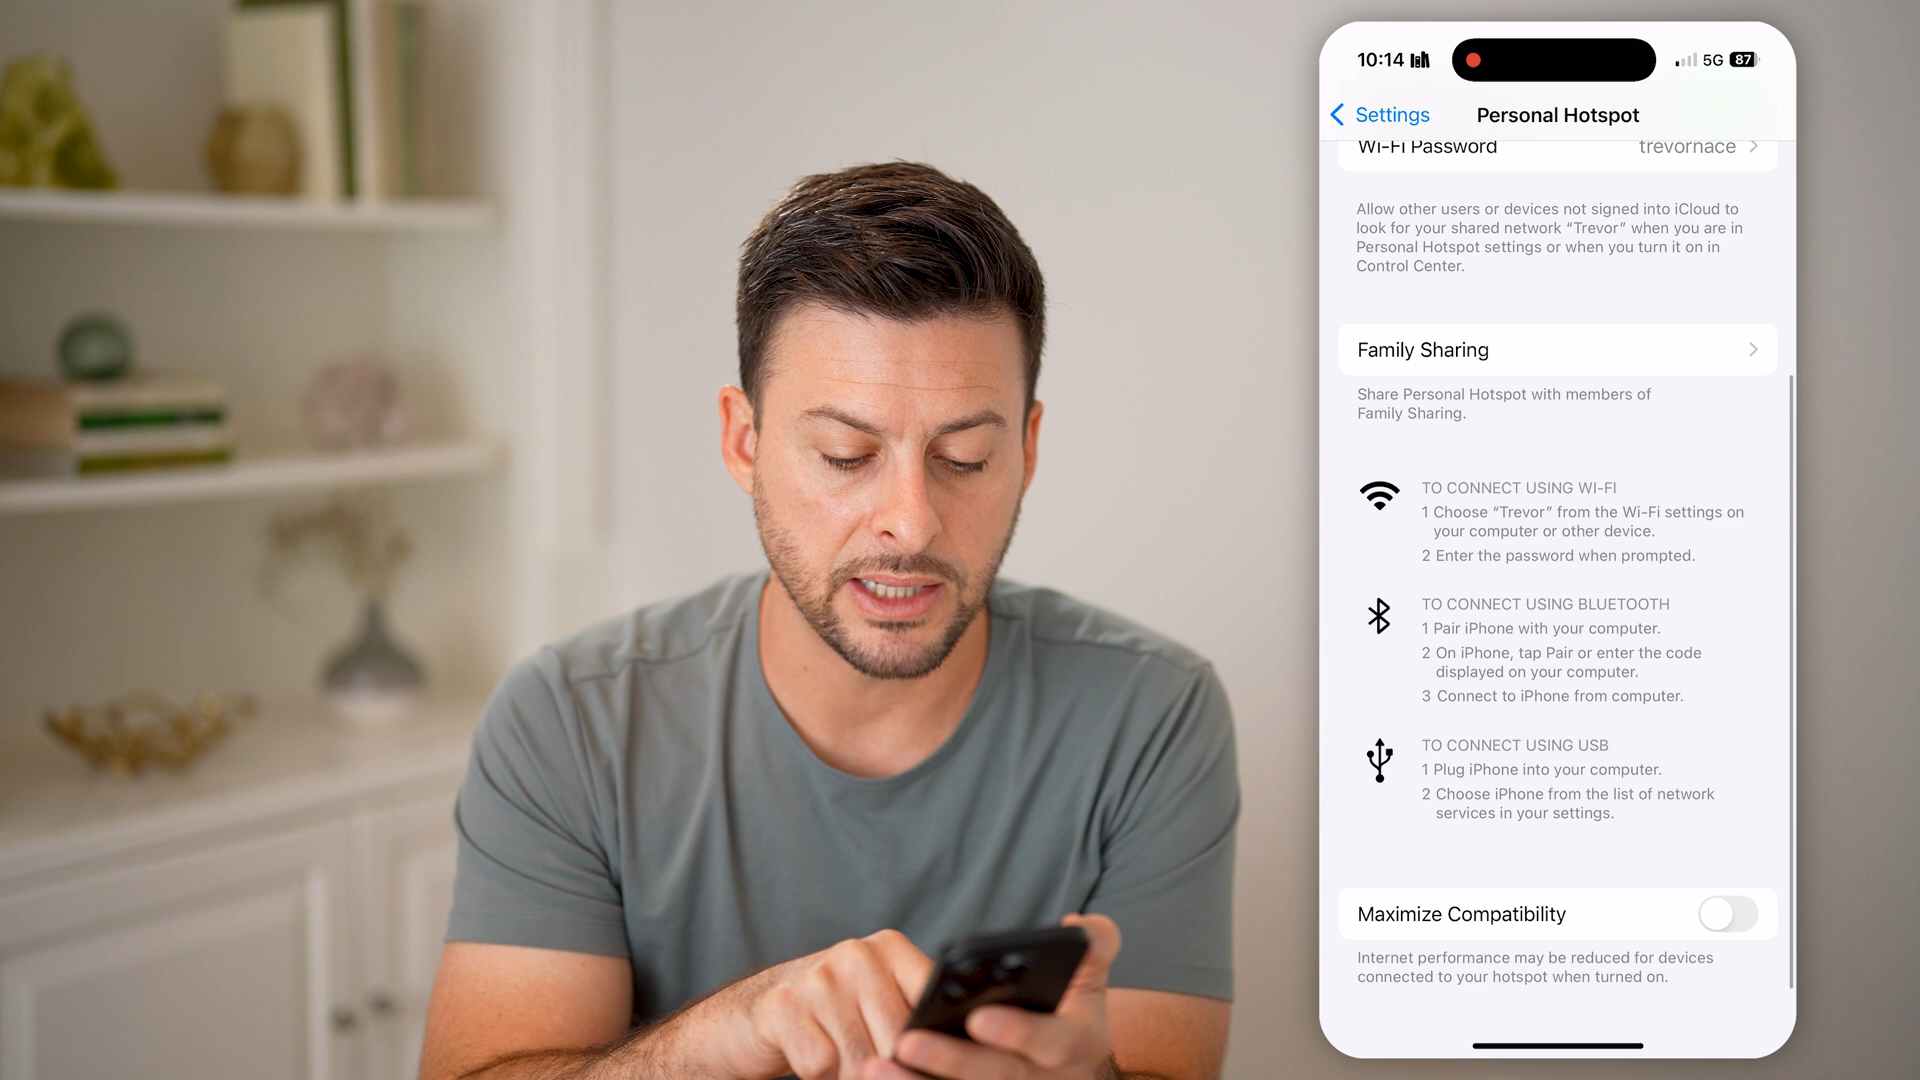 10:14
5G
87
Settings
Personal Hotspot
Wi-Fi Password
trevornace
Allow other users or devices not signed into iCloud to
look for your shared network “Trevor” when you are in
Personal Hotspot settings or when you turn it on in
Control Center.
Family Sharing
Share Personal Hotspot with members of
Family Sharing.
TO CONNECT USING WI-FI
1 Choose “Trevor” from the Wi-Fi settings on
your computer or other device.
2 Enter the password when prompted.
TO CONNECT USING BLUETOOTH
1 Pair iPhone with your computer.
2 On iPhone, tap Pair or enter the code
displayed on your computer.
3 Connect to iPhone from computer.
TO CONNECT USING USB
1 Plug iPhone into your computer.
2 Choose iPhone from the list of network
services in your settings.
Maximize Compatibility
Internet performance may be reduced for devices
connected to your hotspot when turned on.